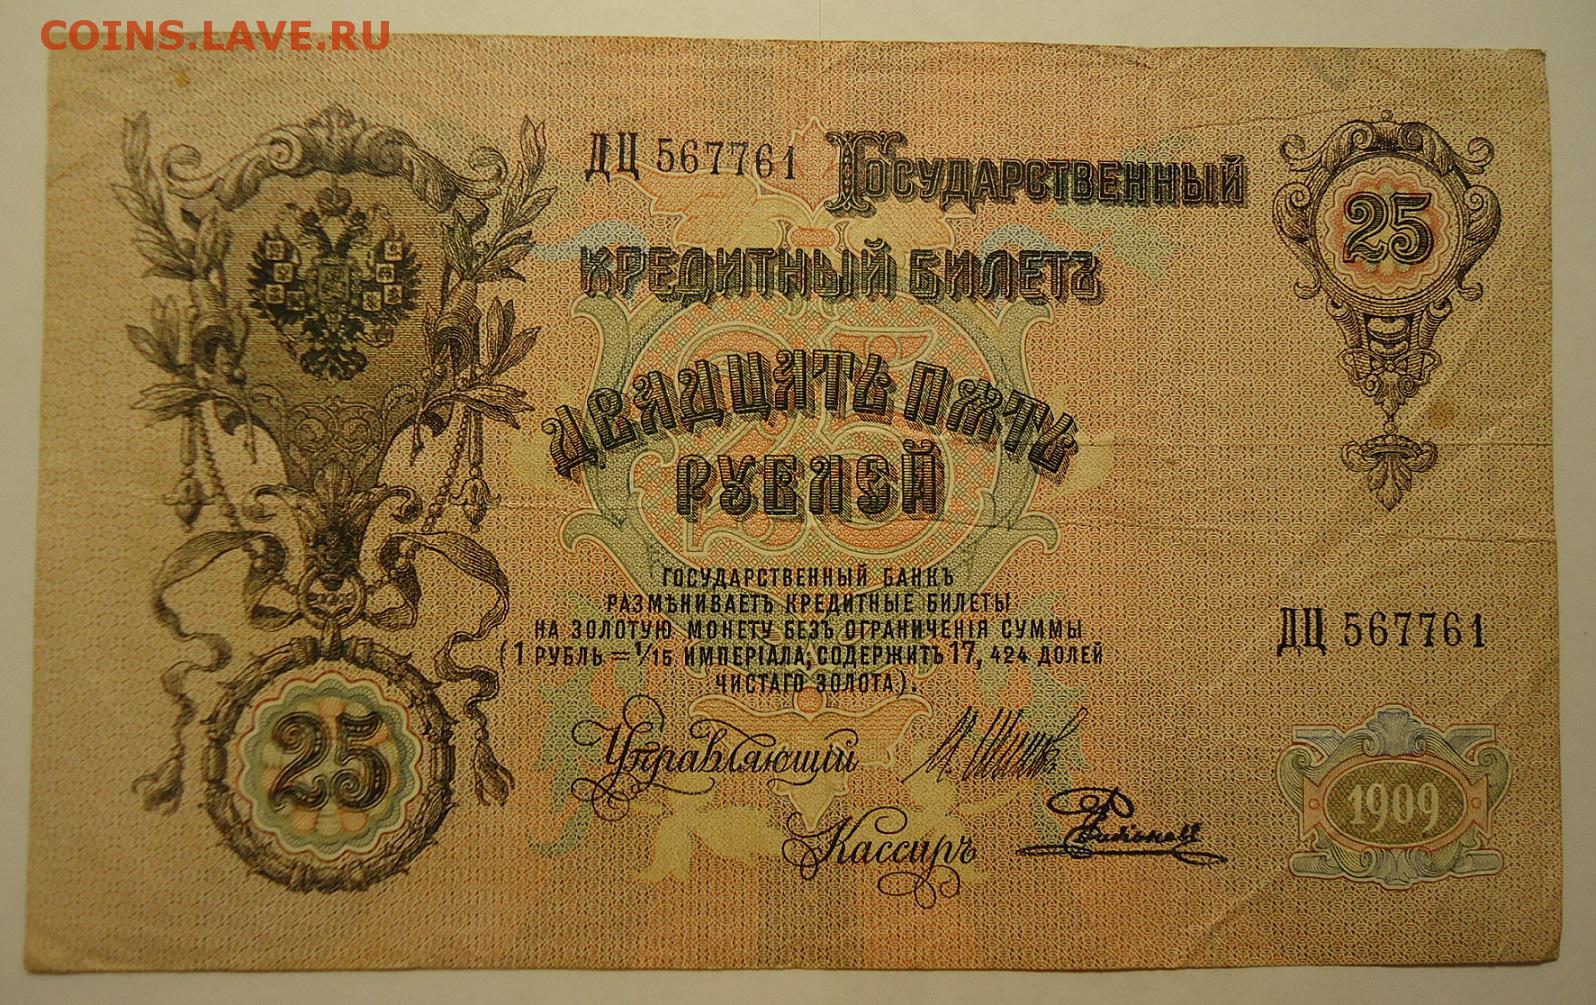 COINS.LAVE.RU
ДЦ 567761
Государственный
25
кредитный билетъ
25
двадцать пять
рублей
ГОСУДАРСТВЕННЫЙ БАНКЪ
РАЗМѢНИВАЕТЪ КРЕДИТНЫЕ БИЛЕТЫ
НА ЗОЛОТУЮ МОНЕТУ БЕЗЪ ОГРАНИЧЕНІЯ СУММЫ
(1 РУБЛЬ = 1/15 ИМПЕРІАЛА, СОДЕРЖИТЪ 17, 424 ДОЛЕЙ
ЧИСТАГО ЗОЛОТА).
ДЦ 567761
25
Управляющій
Кассиръ
1909